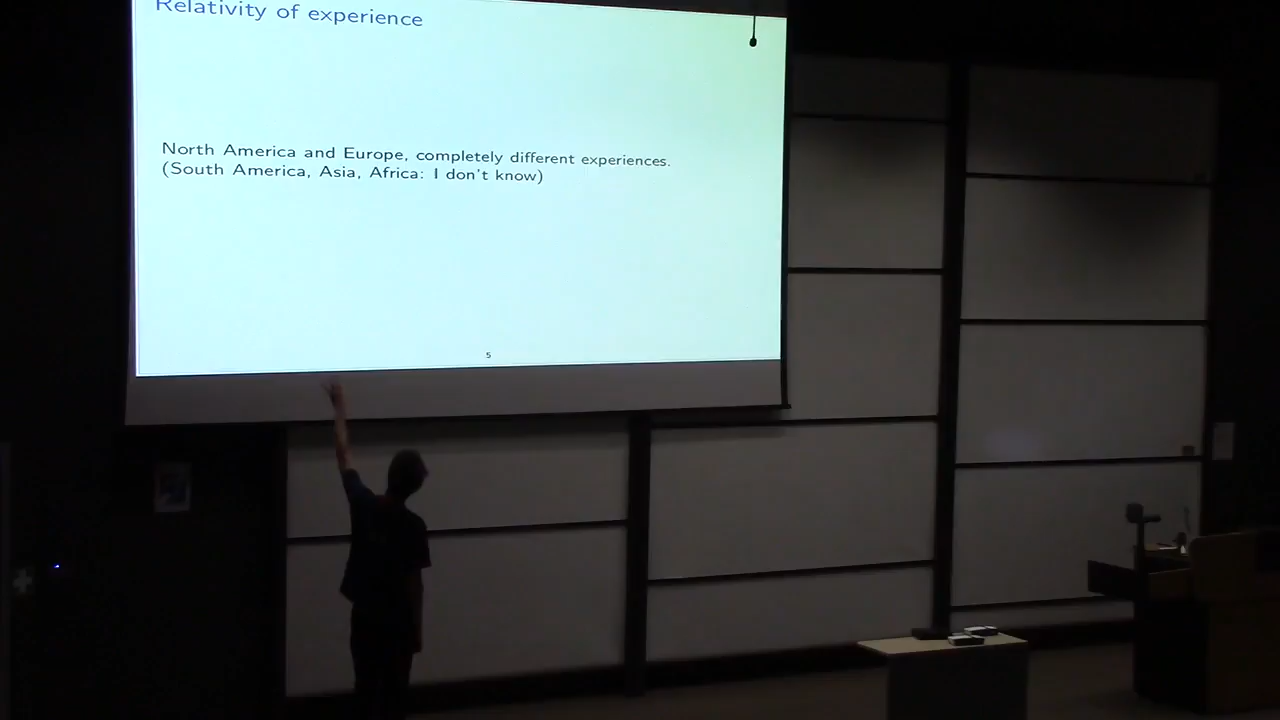 Relativity of experience
North America and Europe, completely different experiences.
(South America, Asia, Africa: I don't know)
5